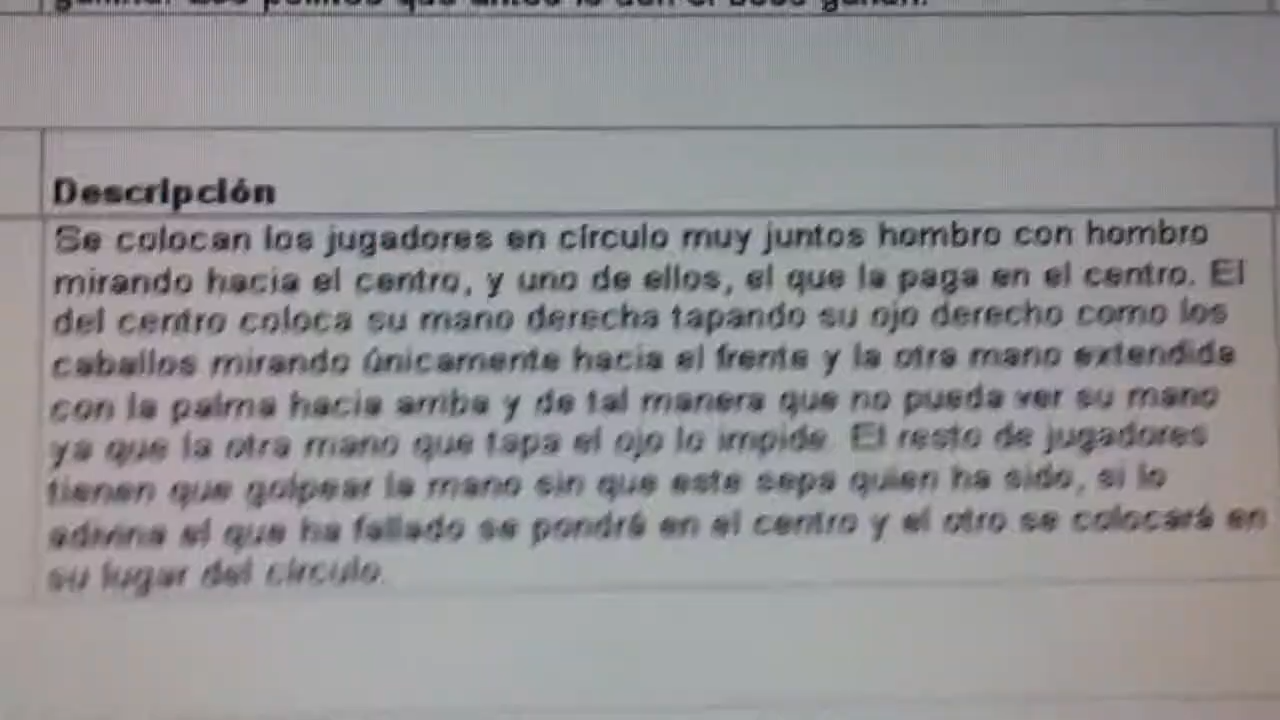 Descripción
Se colocan los jugadores en círculo muy juntos hombro con hombro
mirando hacia el centro, y uno de ellos, el que la paga en el centro. El
del centro coloca su mano derecha tapando su ojo derecho como los
caballos mirando únicamente hacia el frente y la otra mano extendida
con la palma hacia arriba y de tal manera que no pueda ver su mano
ya que la otra mano que tapa el ojo lo impide. El resto de jugadores
tienen que golpear la mano sin que este sepa quien ha sido, si lo
adivina el que ha fallado se pondrá en el centro y el otro se colocará en
su lugar del círculo.